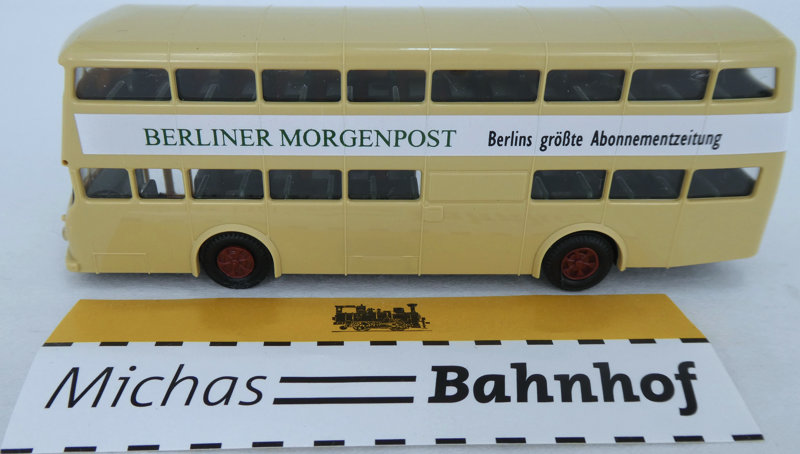 BERLINER MORGENPOST Berlins größte Abonnementzeitung
Michas Bahnhof